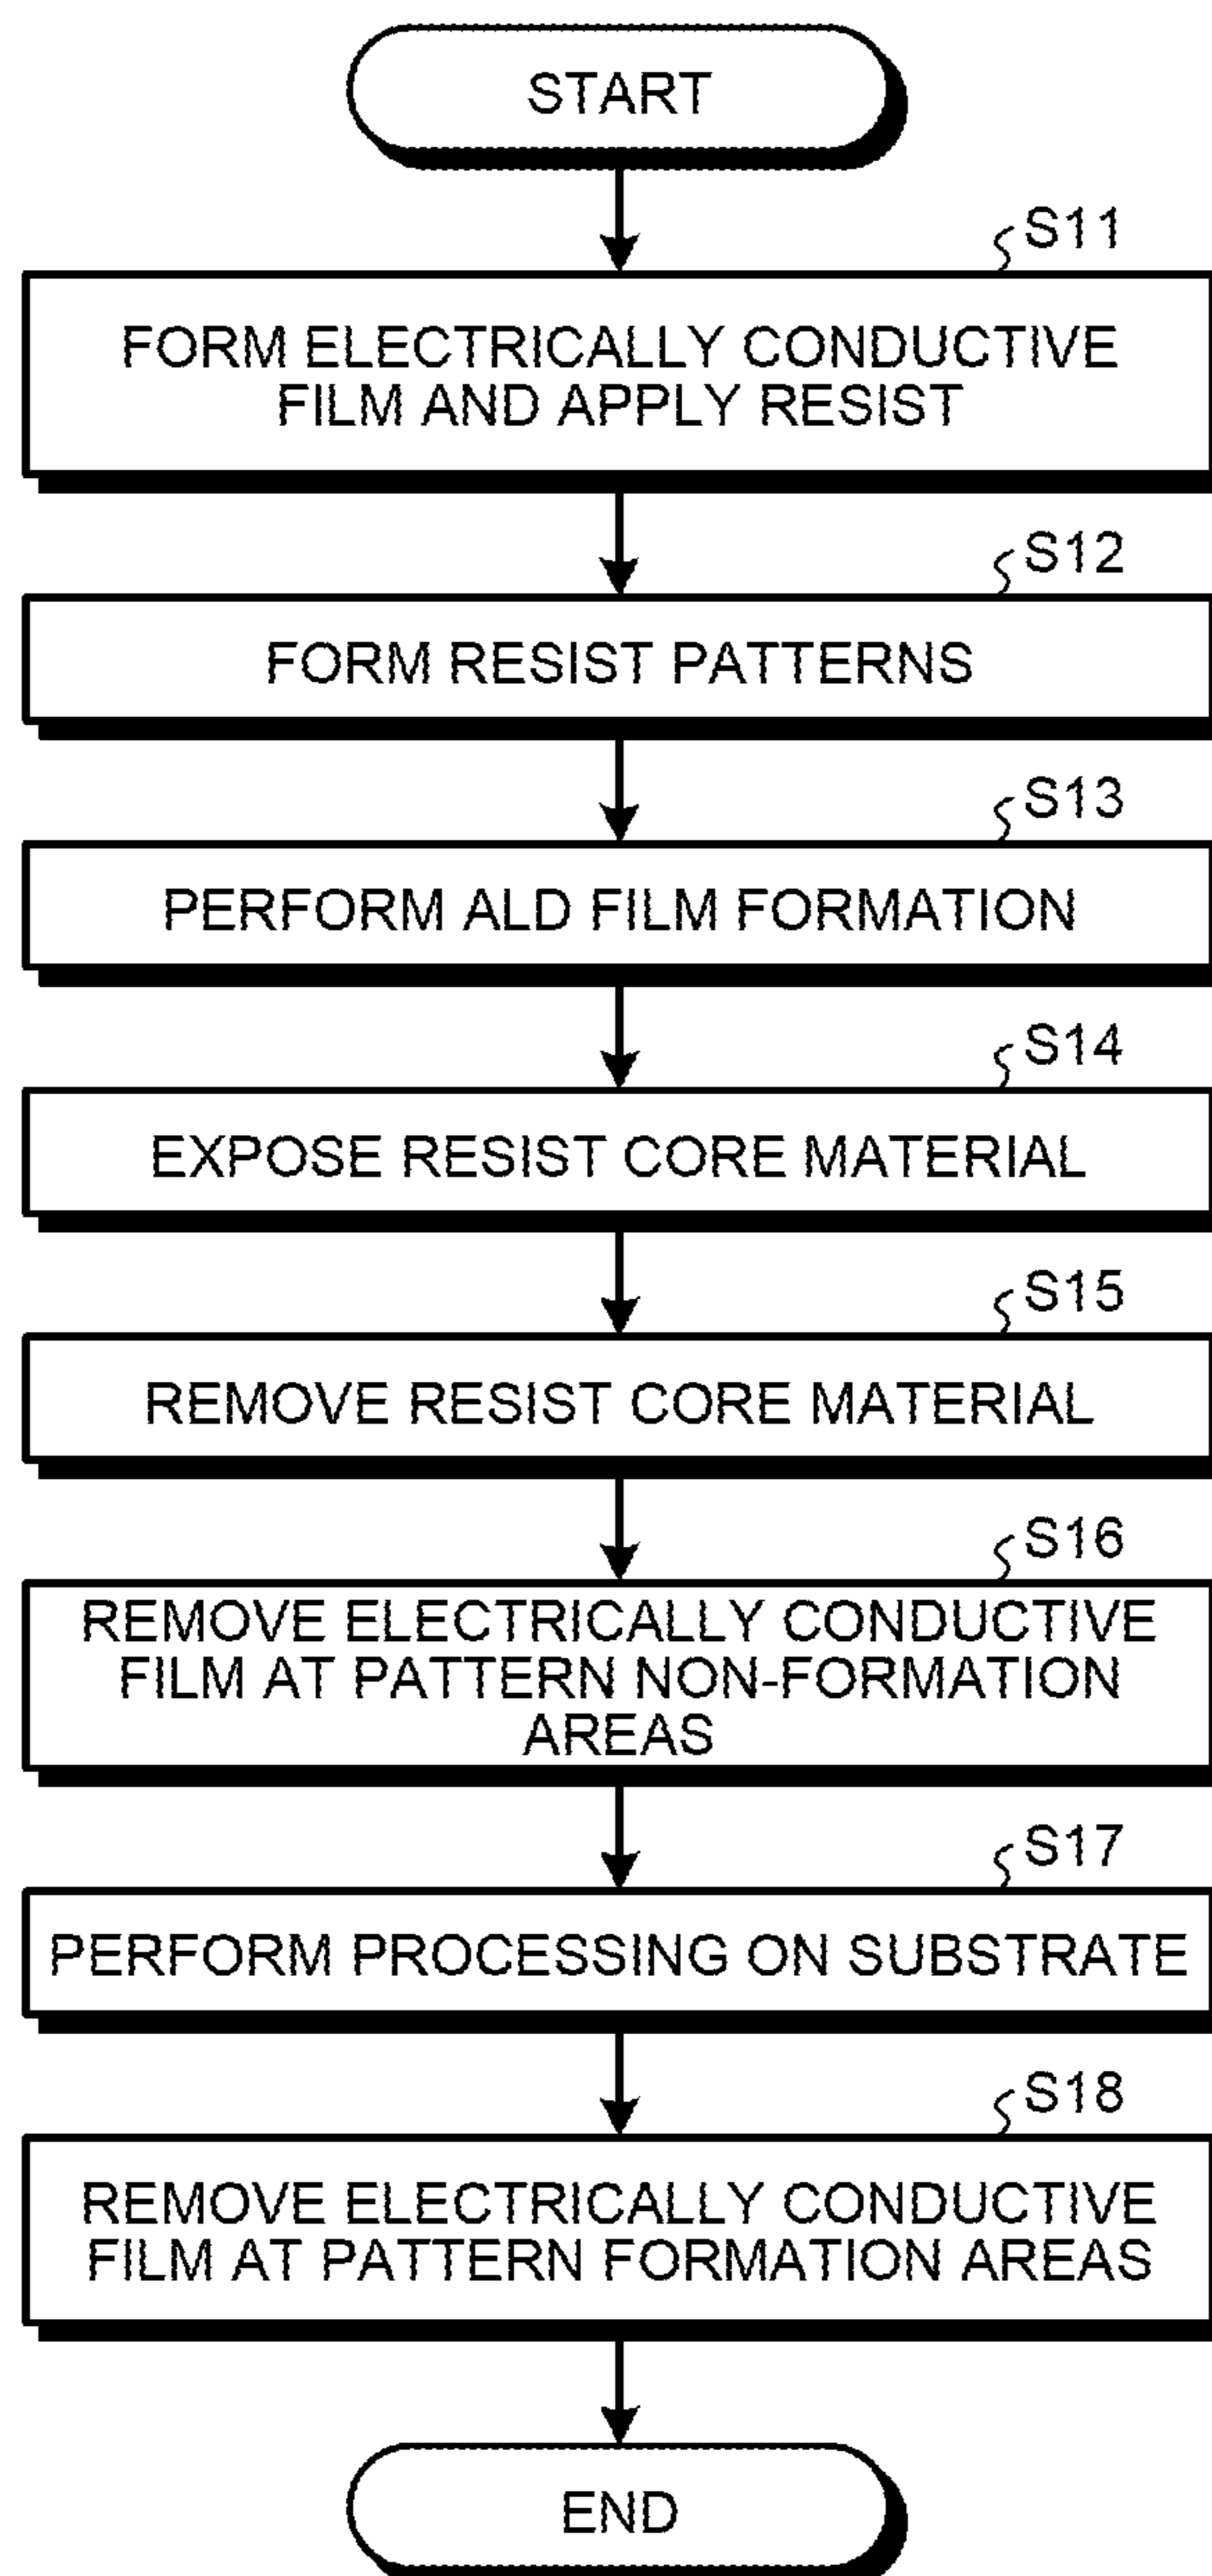 START
S11
FORM ELECTRICALLY CONDUCTIVE
FILM AND APPLY RESIST
S12
FORM RESIST PATTERNS
S13
PERFORM ALD FILM FORMATION
S14
EXPOSE RESIST CORE MATERIAL
S15
REMOVE RESIST CORE MATERIAL
S16
REMOVE ELECTRICALLY CONDUCTIVE
FILM AT PATTERN NON-FORMATION
AREAS
S17
PERFORM PROCESSING ON SUBSTRATE
S18
REMOVE ELECTRICALLY CONDUCTIVE
FILM AT PATTERN FORMATION AREAS
END